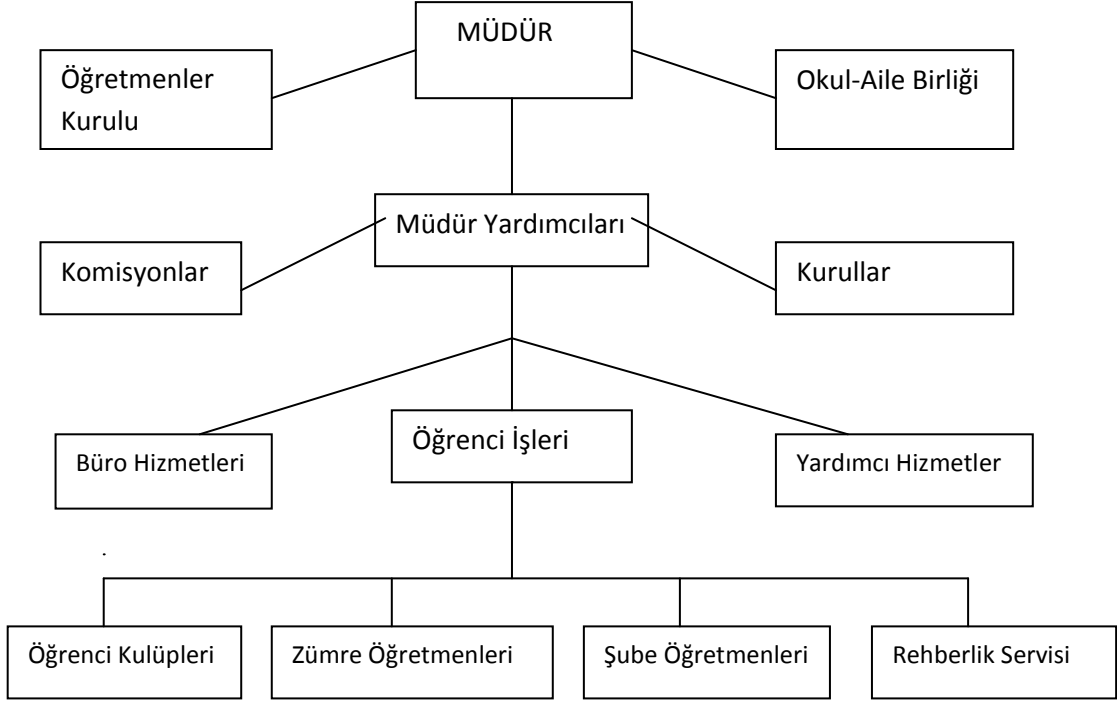 MÜDÜR
Öğretmenler
Kurulu
Okul-Aile Birliği
Müdür Yardımcıları
Komisyonlar
Kurullar
Büro Hizmetleri
Öğrenci İşleri
Yardımcı Hizmetler
Öğrenci Kulüpleri
Zümre Öğretmenleri
Şube Öğretmenleri
Rehberlik Servisi